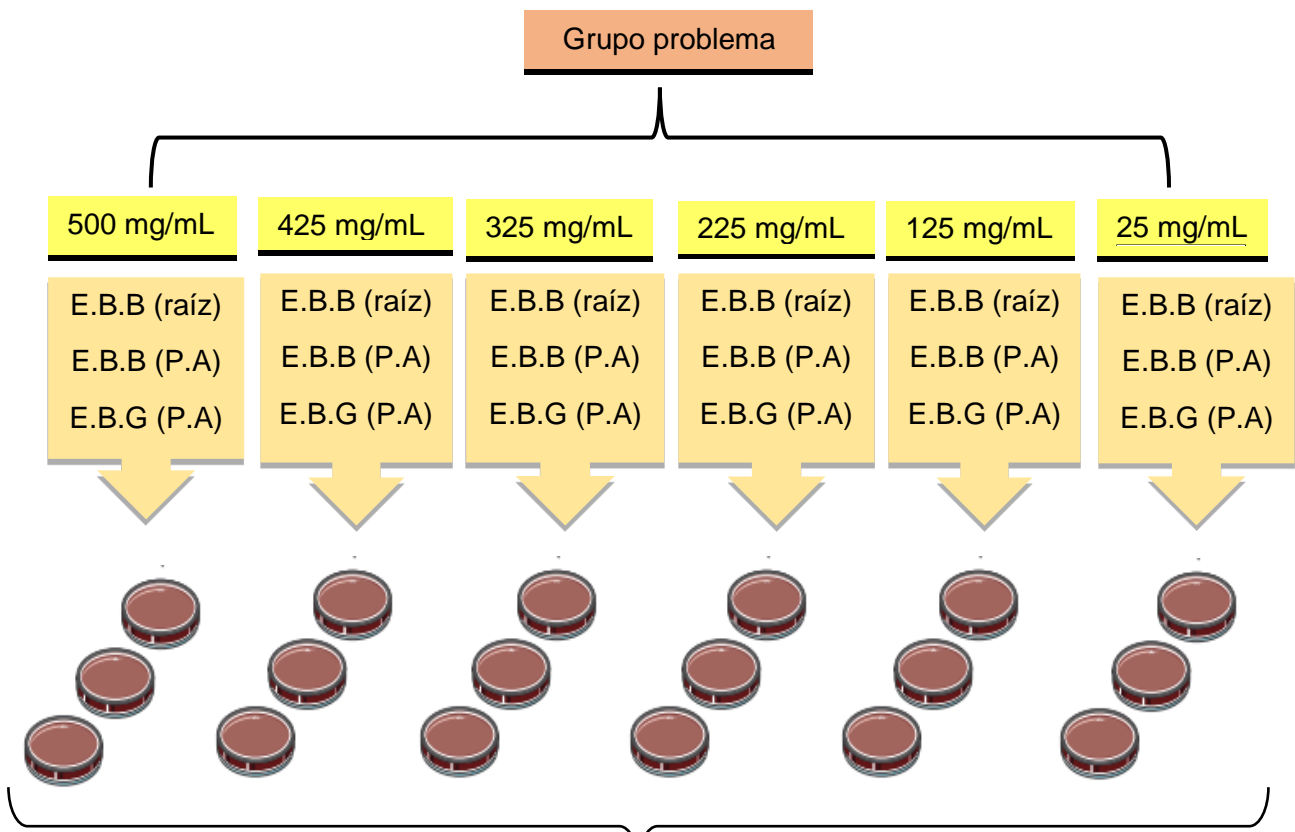 Grupo problema
500 mg/mL
425 mg/mL
325 mg/mL
225 mg/mL
125 mg/mL
25 mg/mL
E.B.B (raíz)
E.B.B (P.A)
E.B.G (P.A)
E.B.B (raíz)
E.B.B (P.A)
E.B.G (P.A)
E.B.B (raíz)
E.B.B (P.A)
E.B.G (P.A)
E.B.B (raíz)
E.B.B (P.A)
E.B.G (P.A)
E.B.B (raíz)
E.B.B (P.A)
E.B.G (P.A)
E.B.B (raíz)
E.B.B (P.A)
E.B.G (P.A)